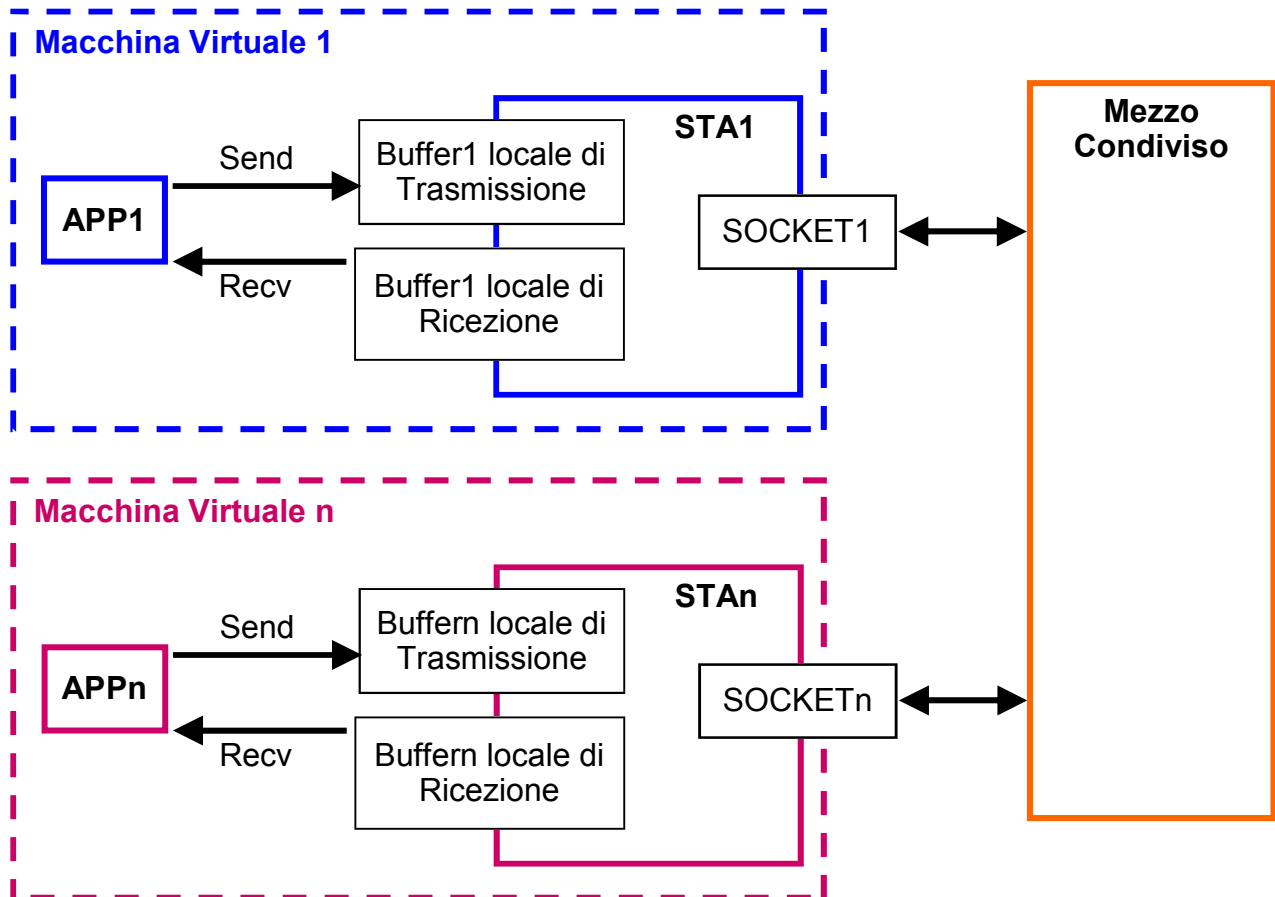 Macchina Virtuale 1
STA1
Mezzo
Condiviso
Send
Buffer1 locale di
Trasmissione
APP1
SOCKET1
Recv
Buffer1 locale di
Ricezione
Macchina Virtuale n
STAn
Send
Buffern locale di
Trasmissione
APPn
SOCKETn
Recv
Buffern locale di
Ricezione